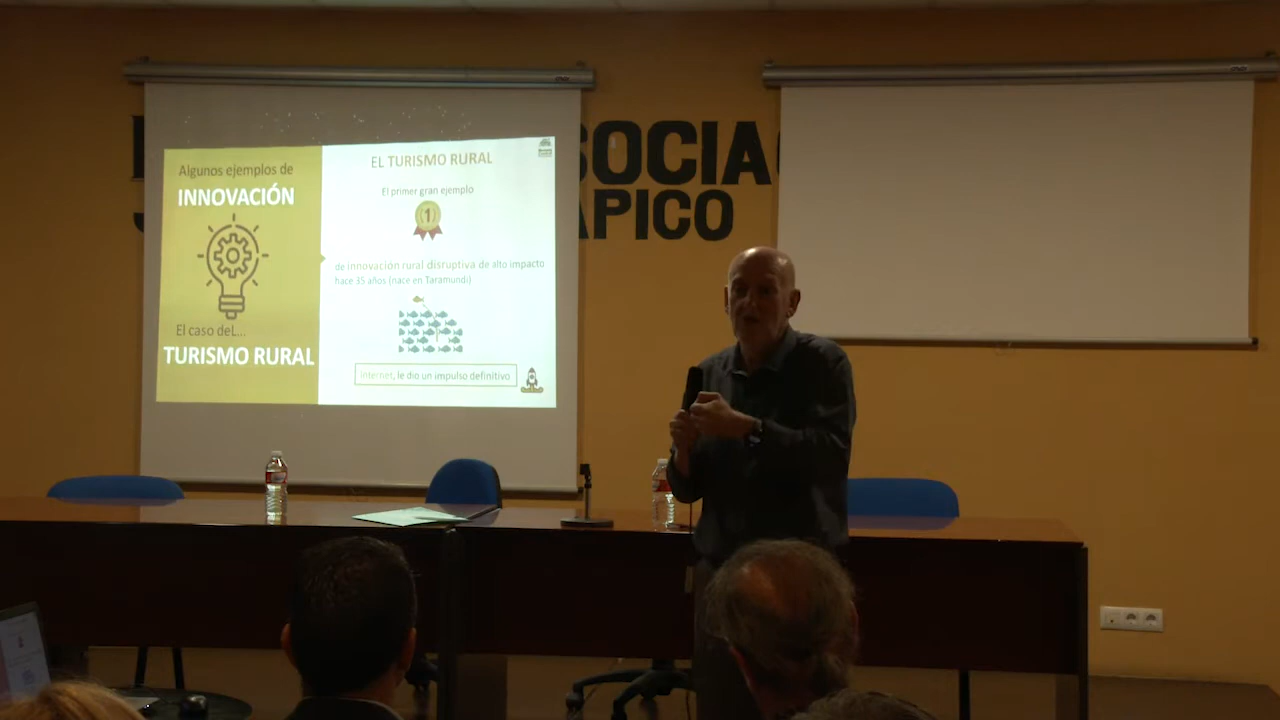 Algunos ejemplos de
INNOVACIÓN
El caso del...
TURISMO RURAL
EL TURISMO RURAL
El primer gran ejemplo
1
de innovación rural disruptiva de alto impacto
hace 35 años (nace en Taramundi)
Internet, le dio un impulso definitivo
SOCIA
APICO